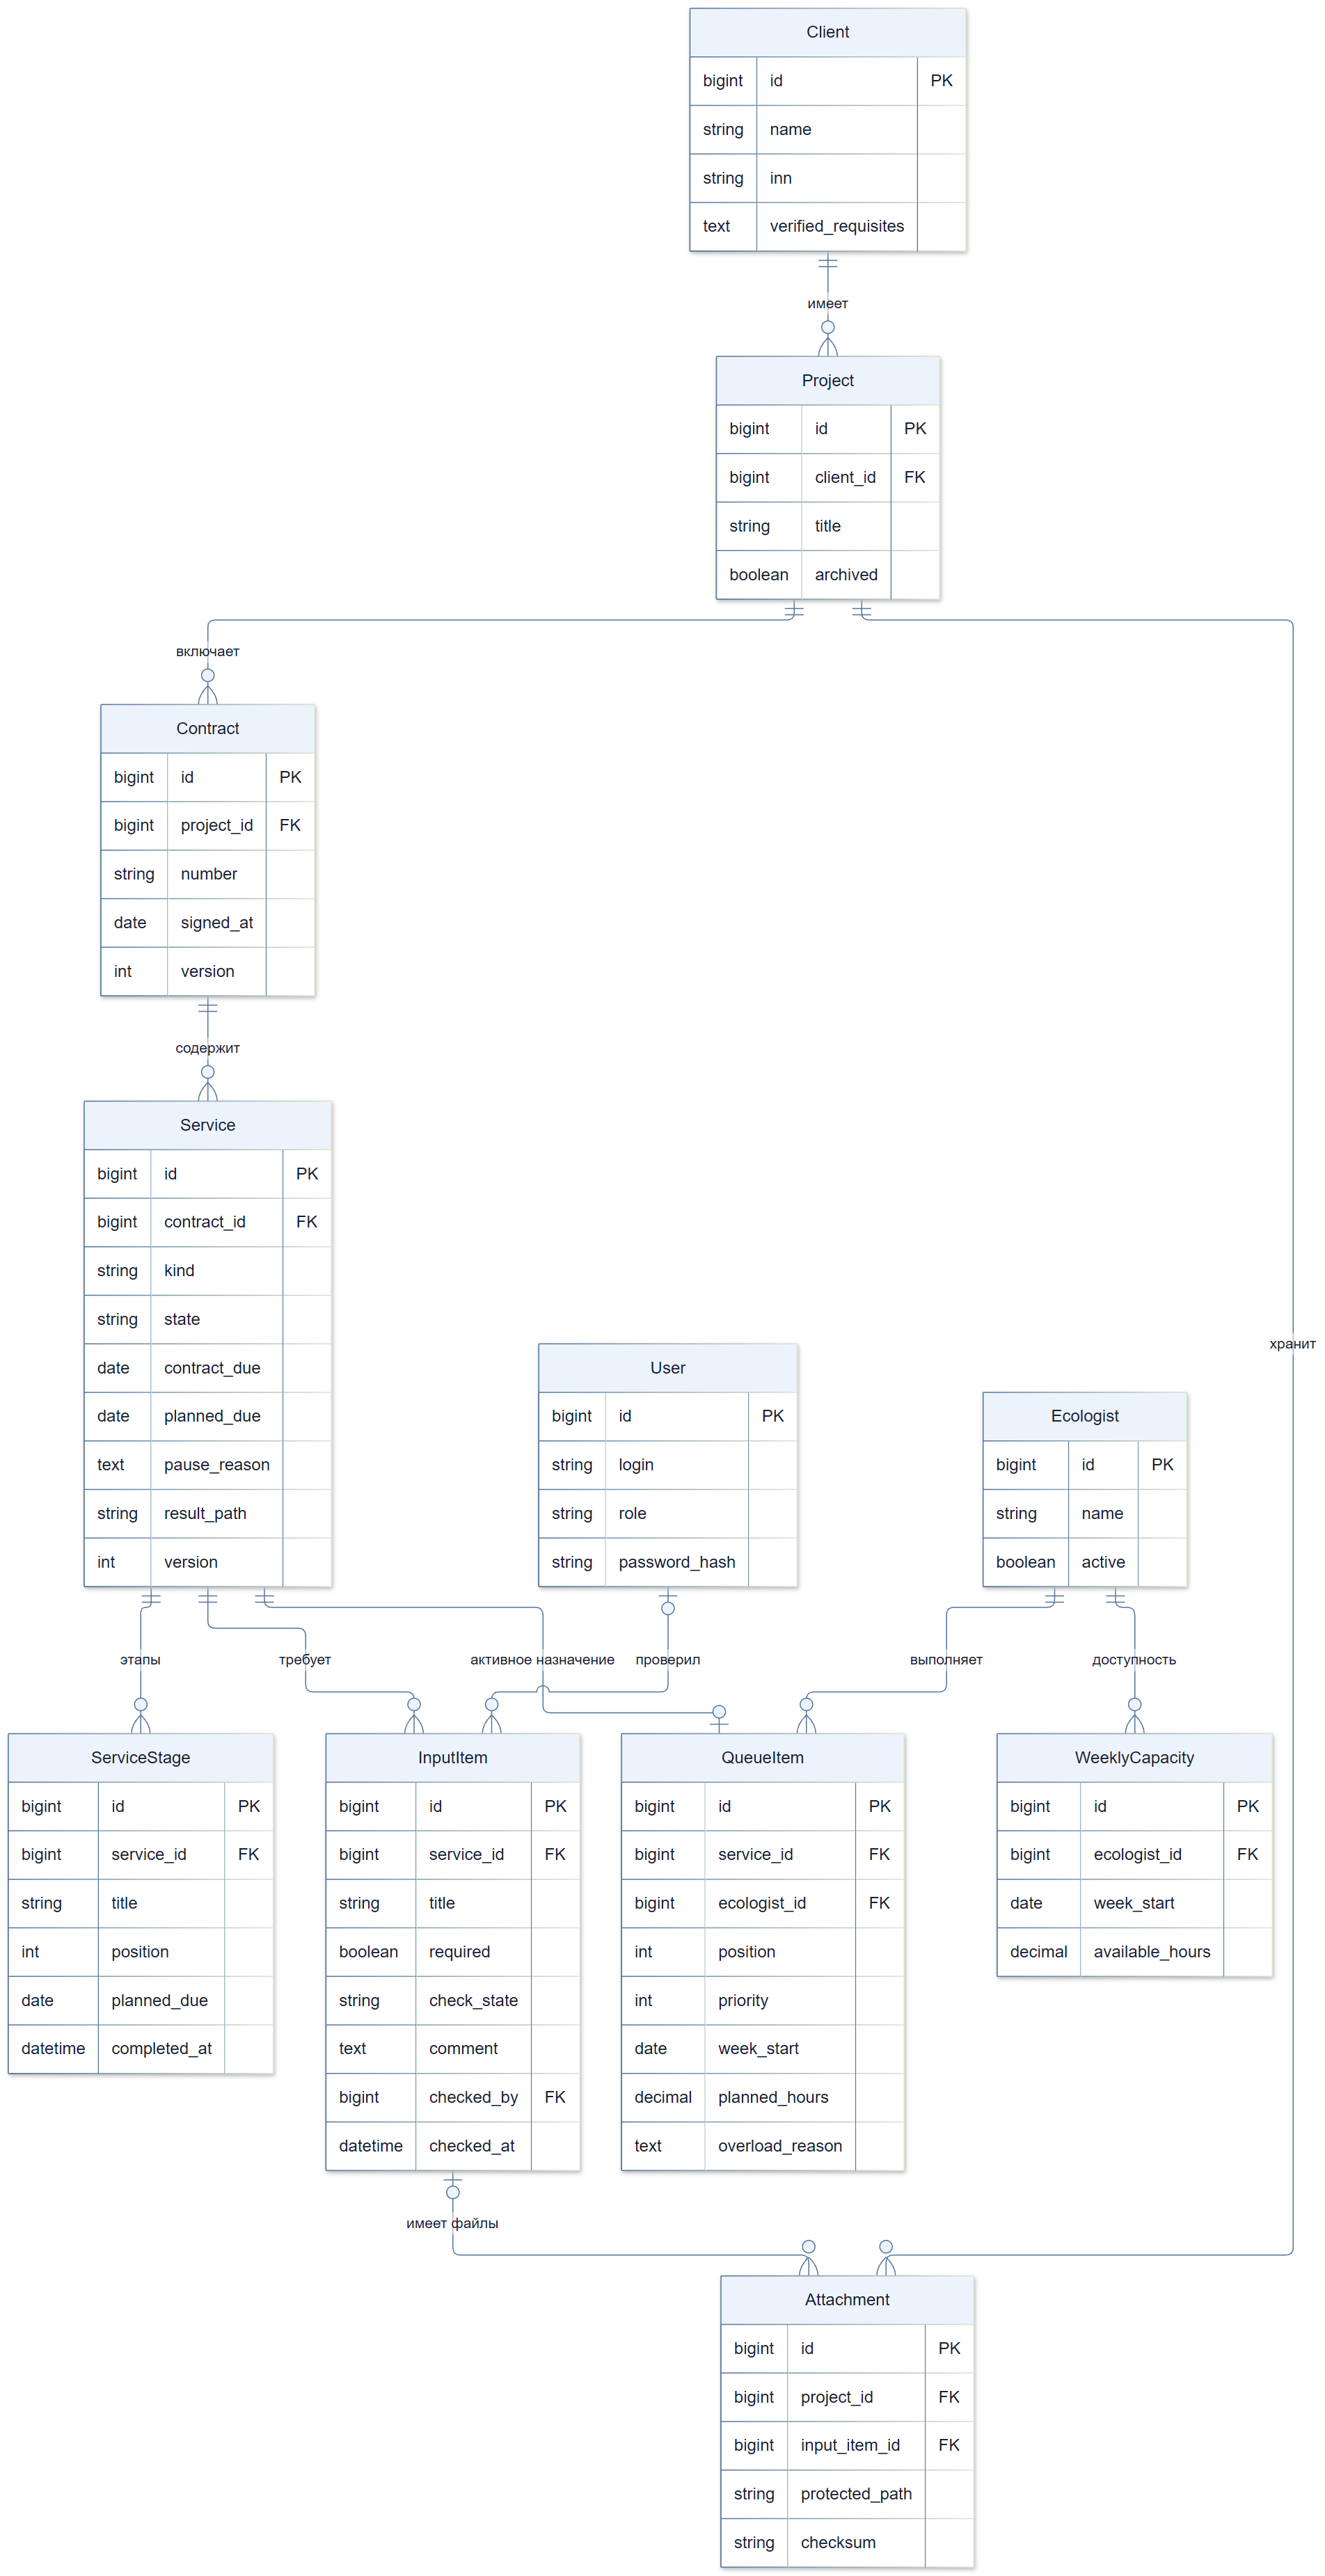 Client
bigint id PK
string name
string inn
text verified_requisites
имеет
Project
bigint id PK
bigint client_id FK
string title
boolean archived
включает
Contract
bigint id PK
bigint project_id FK
string number
date signed_at
int version
содержит
Service
bigint id PK
bigint contract_id FK
string kind
string state
date contract_due
date planned_due
text pause_reason
string result_path
int version
User
bigint id PK
string login
string role
string password_hash
Ecologist
bigint id PK
string name
boolean active
хранит
этапы
требует
активное назначение
проверил
выполняет
доступность
ServiceStage
bigint id PK
bigint service_id FK
string title
int position
date planned_due
datetime completed_at
InputItem
bigint id PK
bigint service_id FK
string title
boolean required
string check_state
text comment
bigint checked_by FK
datetime checked_at
QueueItem
bigint id PK
bigint service_id FK
bigint ecologist_id FK
int position
int priority
date week_start
decimal planned_hours
text overload_reason
WeeklyCapacity
bigint id PK
bigint ecologist_id FK
date week_start
decimal available_hours
имеет файлы
Attachment
bigint id PK
bigint project_id FK
bigint input_item_id FK
string protected_path
string checksum